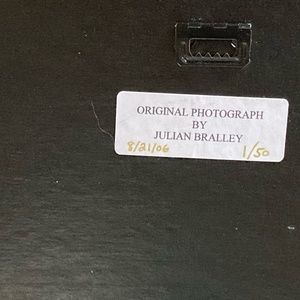 ORIGINAL PHOTOGRAPH
BY
JULIAN BRALLEY
8/21/06 1/50